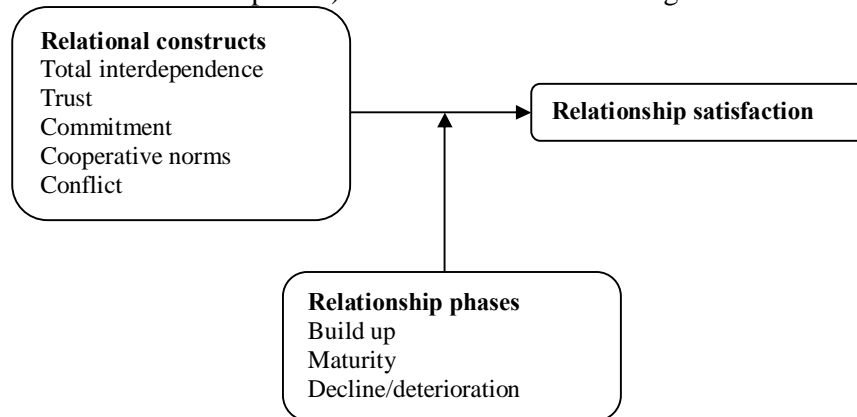 Relational constructs
Total interdependence
Trust
Commitment
Cooperative norms
Conflict
Relationship satisfaction
Relationship phases
Build up
Maturity
Decline/deterioration